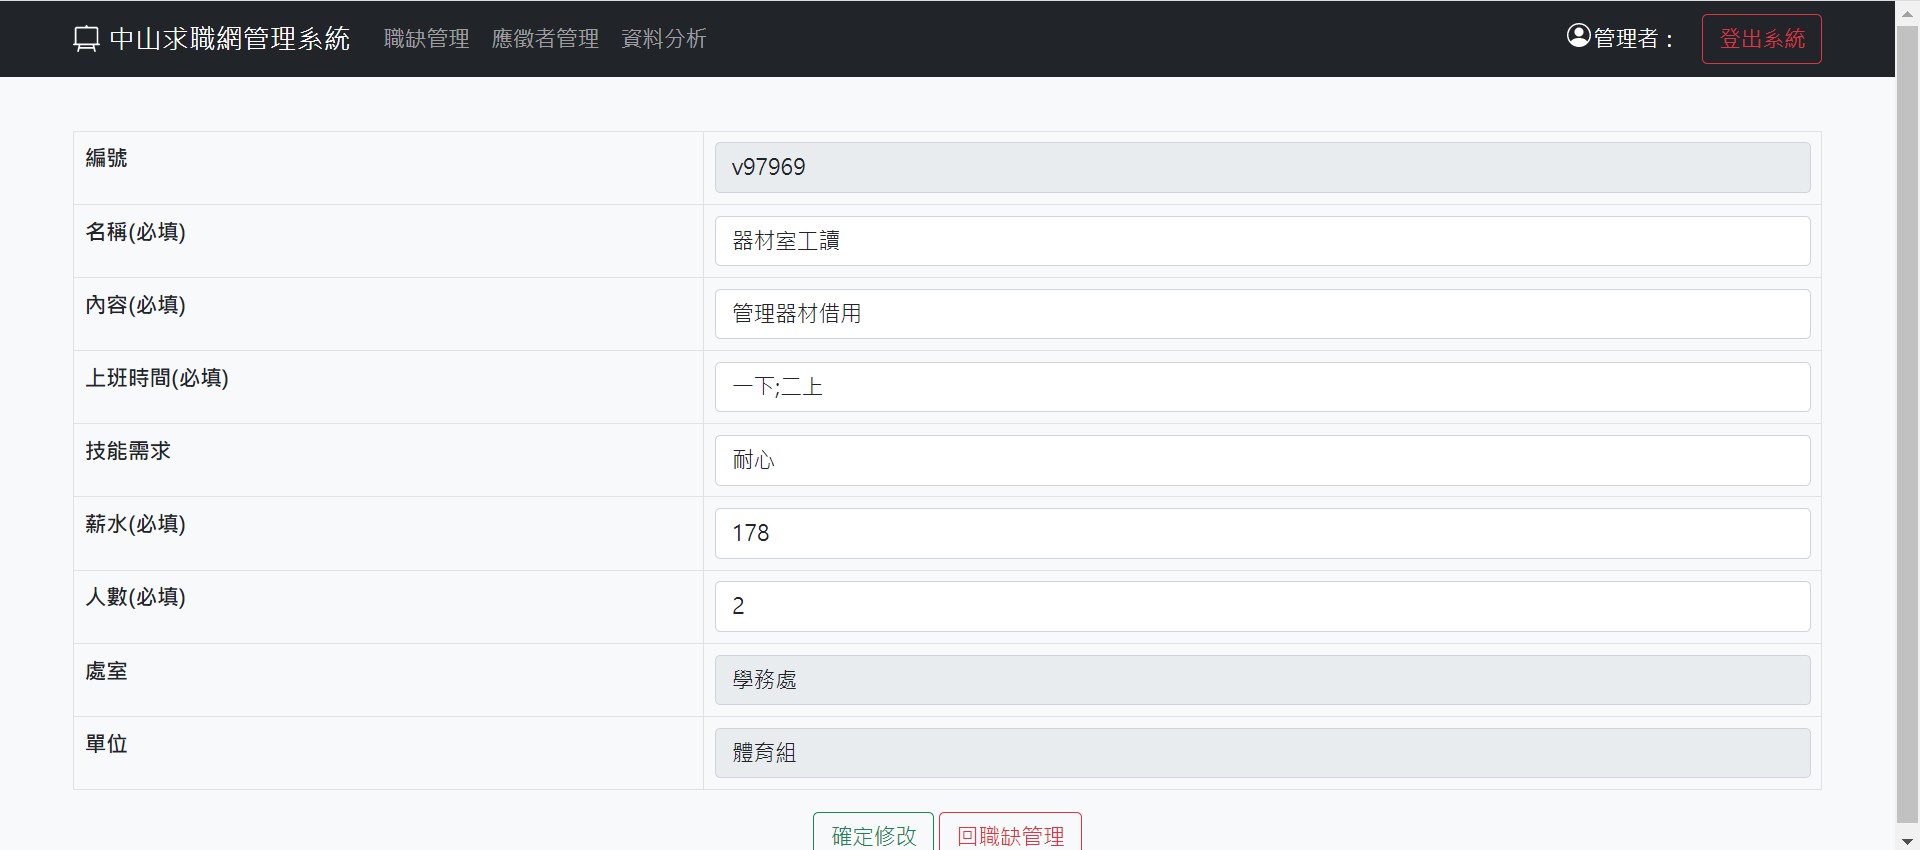 中山求職網管理系統 職缺管理 應徵者管理 資料分析 管理者： 登出系統
編號 v97969
名稱(必填) 器材室工讀
內容(必填) 管理器材借用
上班時間(必填) 一下;二上
技能需求 耐心
薪水(必填) 178
人數(必填) 2
處室 學務處
單位 體育組
確定修改 回職缺管理